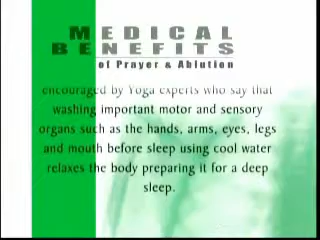 MEDICAL
BENEFITS
of Prayer & Ablution
encouraged by Yoga experts who say that
washing important motor and sensory
organs such as the hands, arms, eyes, legs
and mouth before sleep using cool water
relaxes the body preparing it for a deep
sleep.